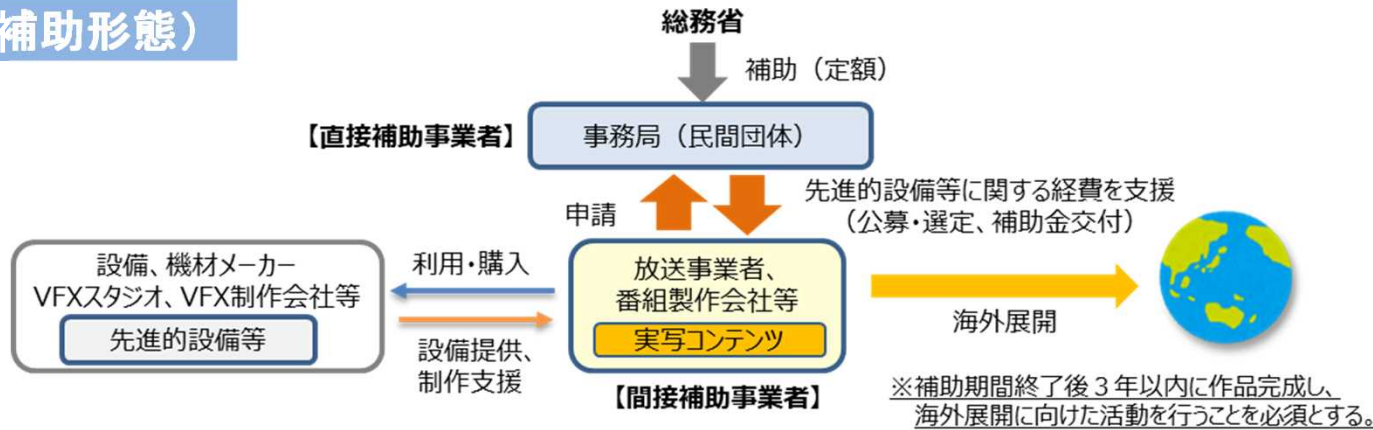 補助形態）
総務省
補助（定額）
【直接補助事業者】
事務局（民間団体）
申請
先進的設備等に関する経費を支援
（公募・選定、補助金交付）
設備、機材メーカー
VFXスタジオ、VFX制作会社等
先進的設備等
利用・購入
設備提供、
制作支援
放送事業者、
番組製作会社等
実写コンテンツ
【間接補助事業者】
海外展開
※補助期間終了後３年以内に作品完成し、
海外展開に向けた活動を行うことを必須とする。